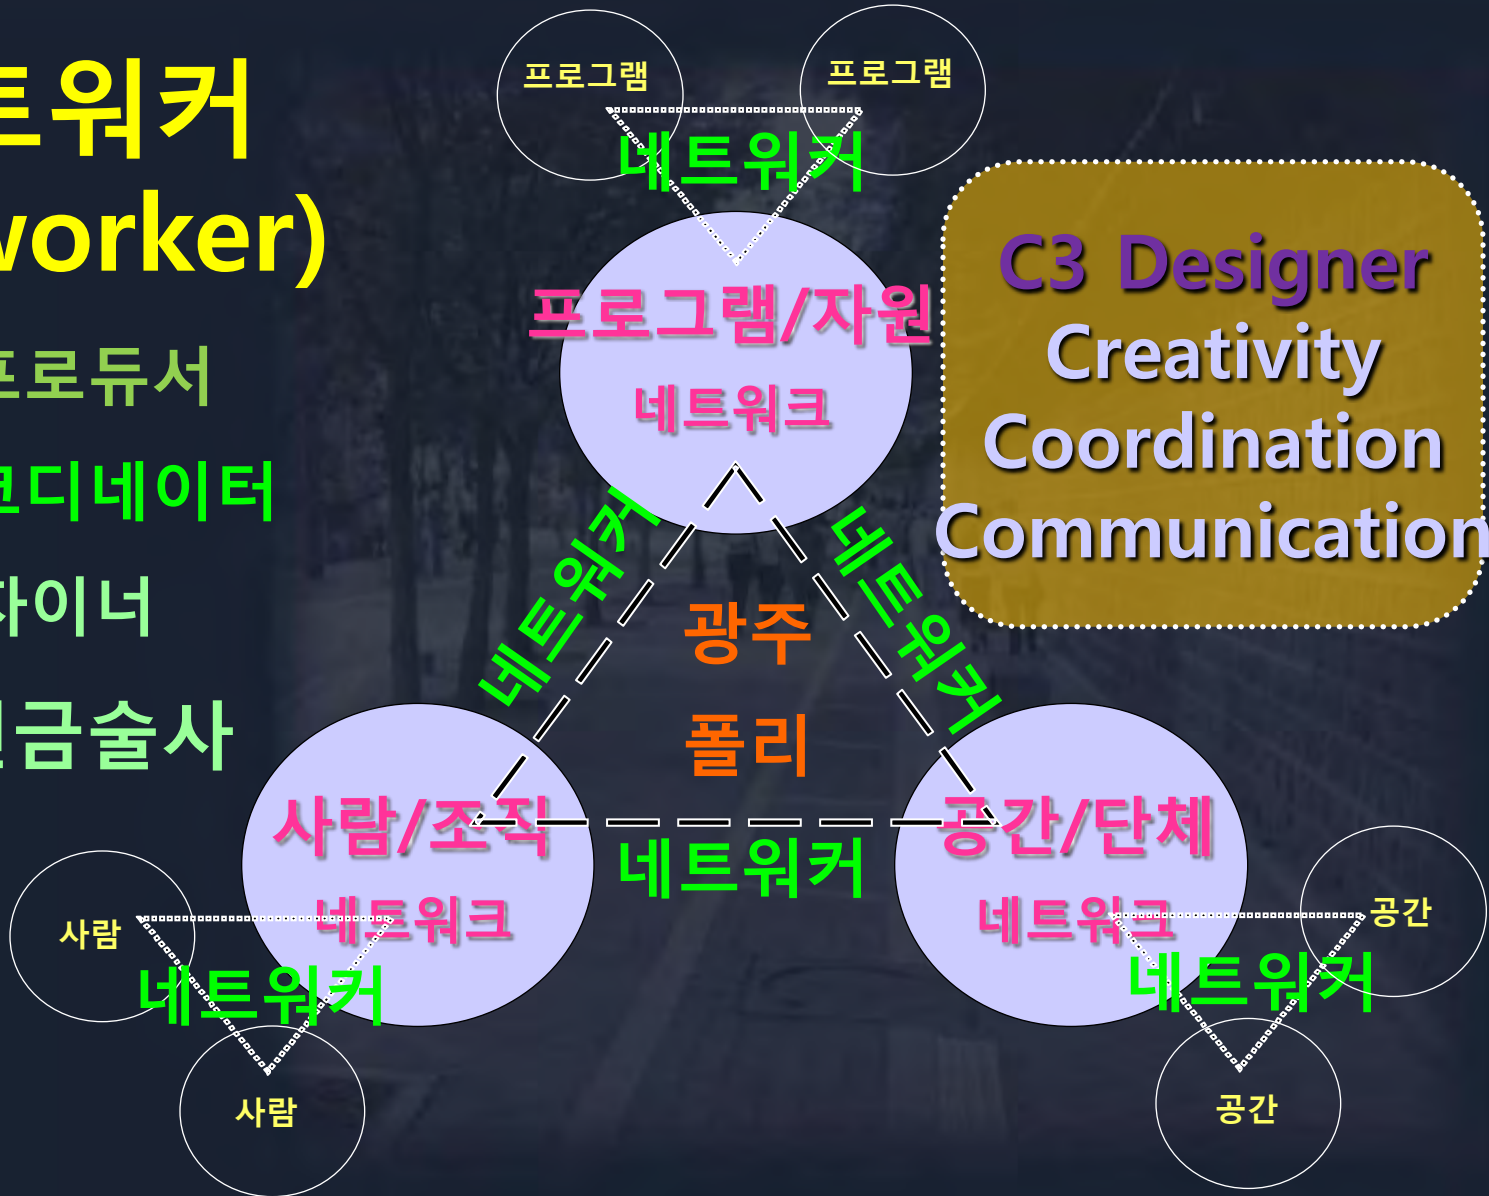 트워커
worker)
프로듀서
코디네이터
자이너
금술사
프로그램
프로그램
네트워커
프로그램/자원
네트워크
C3 Designer
Creativity
Coordination
Communication
네트워커
네트워커
광주
폴리
사람/조직
네트워크
네트워커
공간/단체
네트워크
사람
네트워커
사람
공간
네트워커
공간